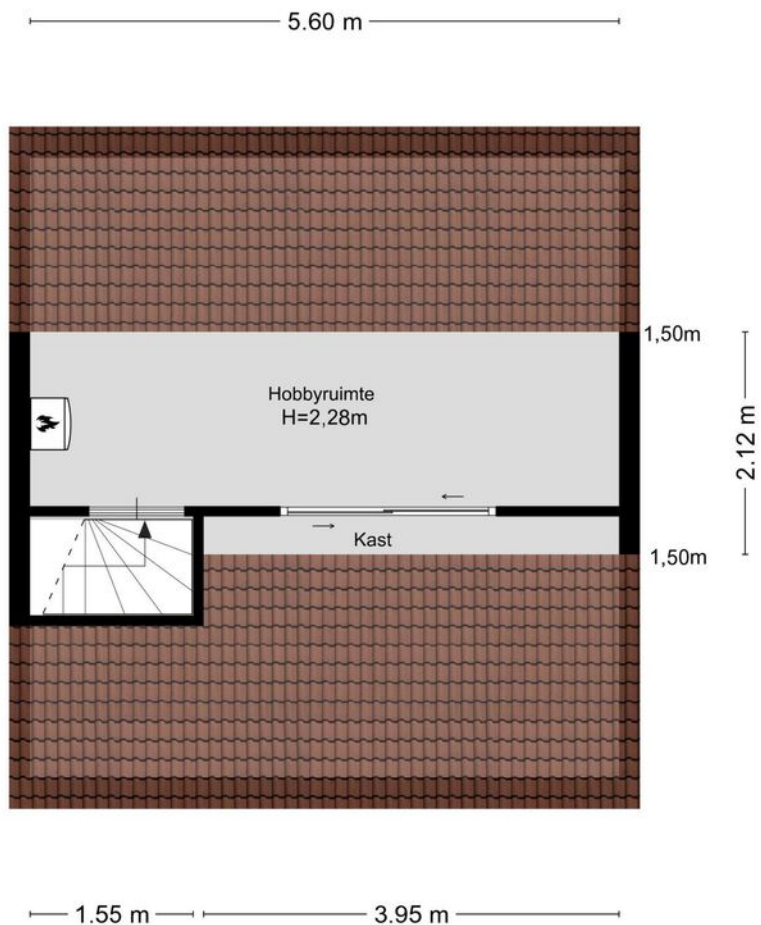 5.60 m
1,50m
Hobbyruimte
H=2,28m
2.12 m
Kast
1,50m
1.55 m
3.95 m